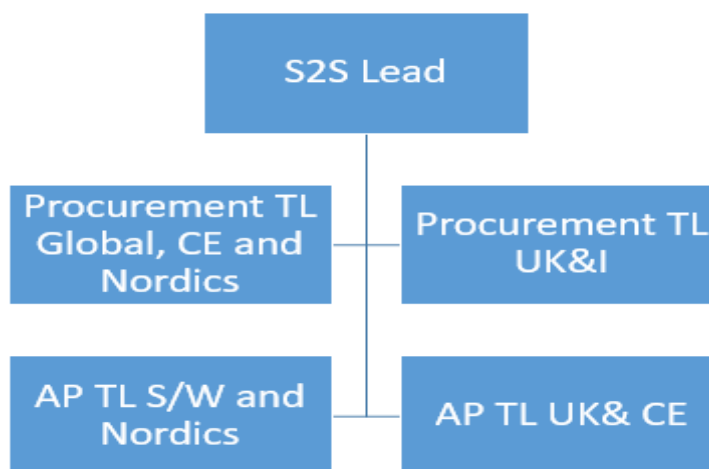 S2S Lead
Procurement TL
Global, CE and
Nordics
Procurement TL
UK&I
AP TL S/W and
Nordics
AP TL UK& CE